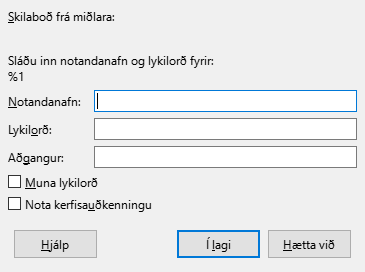 Skilaboð frá miðlara:
Sláðu inn notandanafn og lykilorð fyrir:
%1
Notandanafn:
Lykilorð:
Aðgangur:
Muna lykilorð
Nota kerfisauðkenningu
Hjálp Í lagi Hætta við